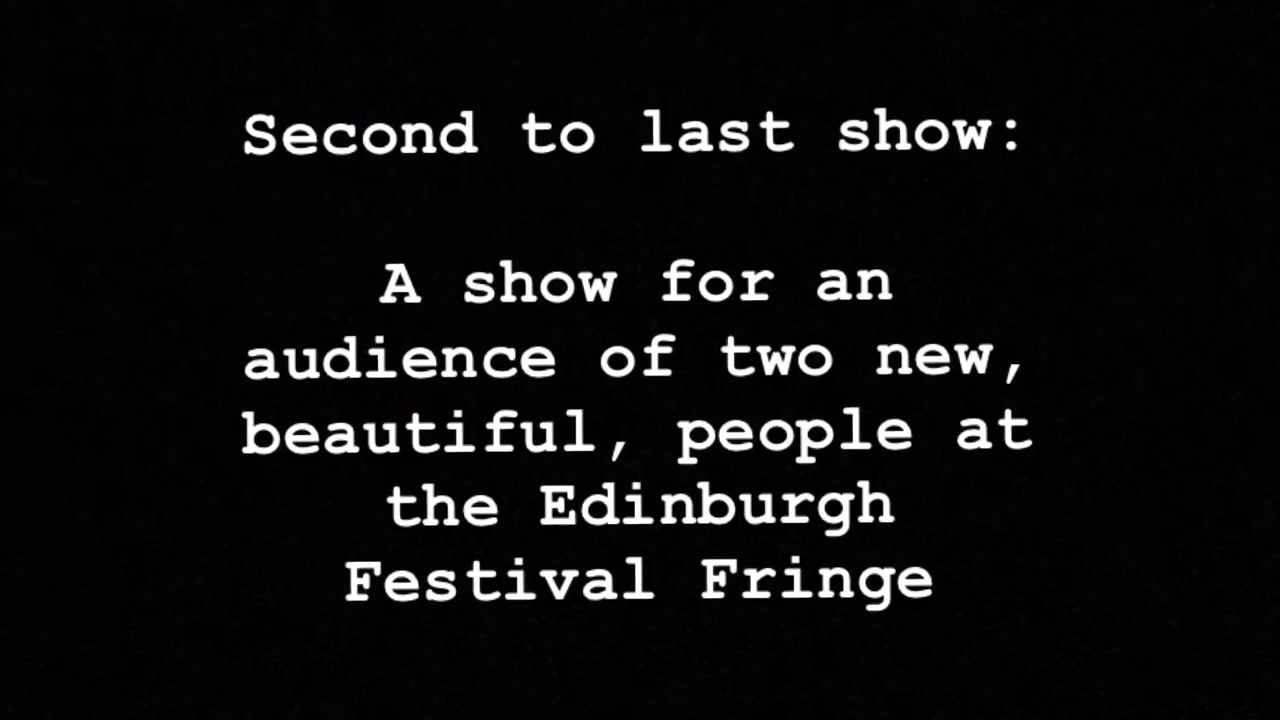 Second to last show:
A show for an
audience of two new,
beautiful, people at
the Edinburgh
Festival Fringe